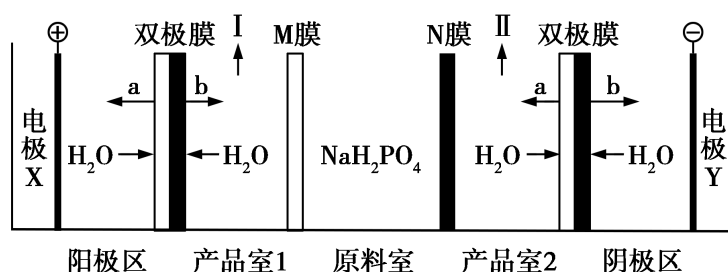 ⊕ 双极膜 Ⅰ M膜 N膜 Ⅱ 双极膜 ⊖
a b a b
电极X H₂O H₂O NaH₂PO₄ H₂O H₂O 电极Y
阳极区 产品室1 原料室 产品室2 阴极区